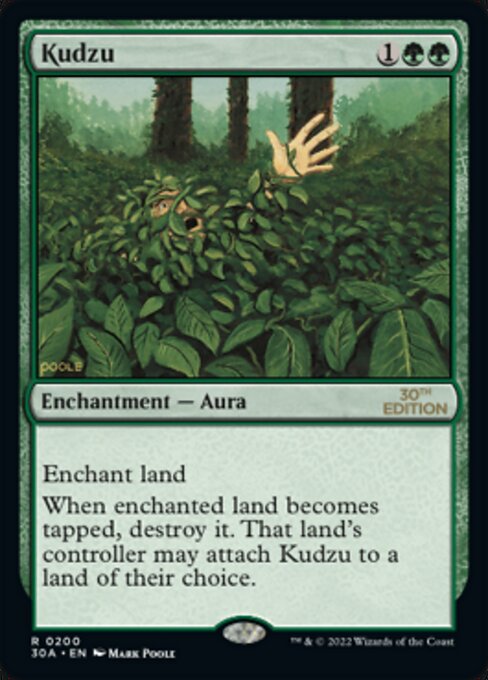 Kudzu 1
POOLE
Enchantment — Aura
30TH
EDITION
Enchant land
When enchanted land becomes
tapped, destroy it. That land's
controller may attach Kudzu to a
land of their choice.
R 0200
30A • EN Mark Poole
™ & © 2022 Wizards of the Coast